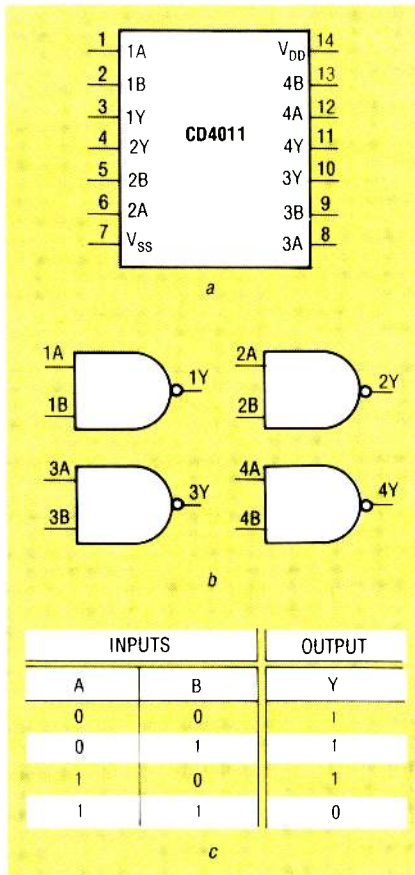 1 1A V_DD 14
2 1B 4B 13
3 1Y 4A 12
4 2Y CD4011 4Y 11
5 2B 3Y 10
6 2A 3B 9
7 V_SS 3A 8
a
1A 1Y 2A 2Y
1B 2B
3A 3Y 4A 4Y
3B 4B
b
INPUTS OUTPUT
A B Y
0 0 1
0 1 1
1 0 1
1 1 0
c